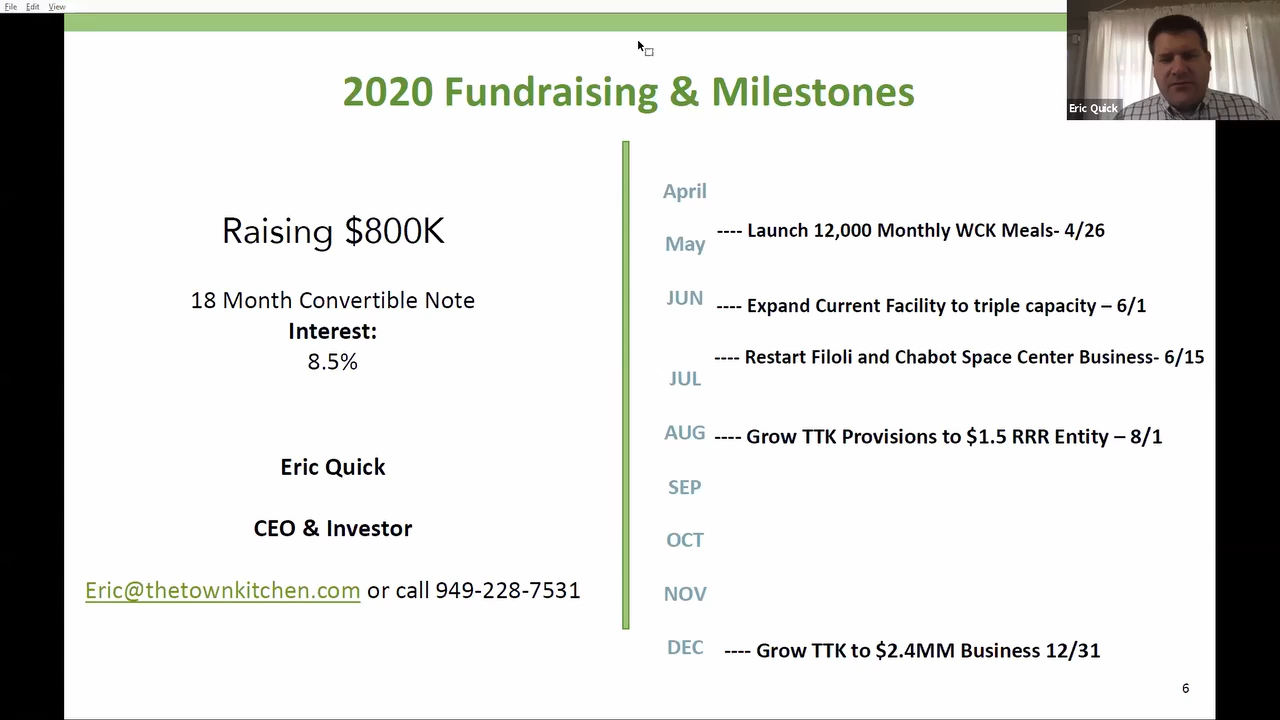 File Edit View
Eric Quick
2020 Fundraising & Milestones
Raising $800K
18 Month Convertible Note
Interest:
8.5%
Eric Quick
CEO & Investor
Eric@thetownkitchen.com or call 949-228-7531
April
---- Launch 12,000 Monthly WCK Meals- 4/26
May
JUN
---- Expand Current Facility to triple capacity – 6/1
---- Restart Filoli and Chabot Space Center Business- 6/15
JUL
AUG ---- Grow TTK Provisions to $1.5 RRR Entity – 8/1
SEP
OCT
NOV
DEC ---- Grow TTK to $2.4MM Business 12/31
6